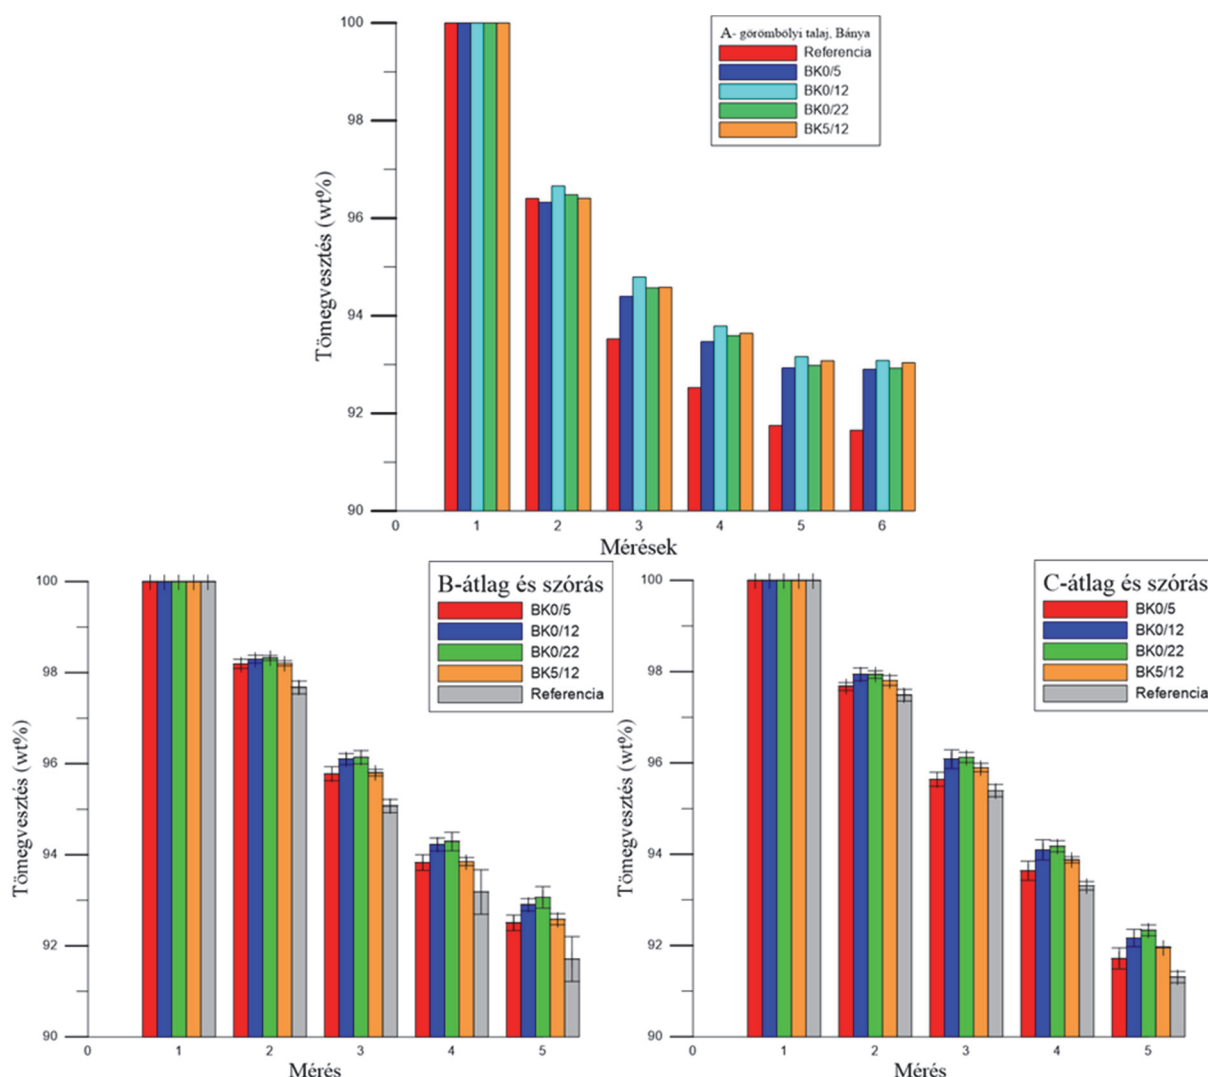 A- görömbölyi talaj, Bánya
Referencia
BK0/5
BK0/12
BK0/22
BK5/12
Tömegvesztés (wt%)
100
98
96
94
92
90
0 1 2 3 4 5 6
Mérések
B-átlag és szórás
BK0/5
BK0/12
BK0/22
BK5/12
Referencia
Tömegvesztés (wt%)
100
98
96
94
92
90
0 1 2 3 4 5
Mérés
C-átlag és szórás
BK0/5
BK0/12
BK0/22
BK5/12
Referencia
Tömegvesztés (wt%)
100
98
96
94
92
90
0 1 2 3 4 5
Mérés